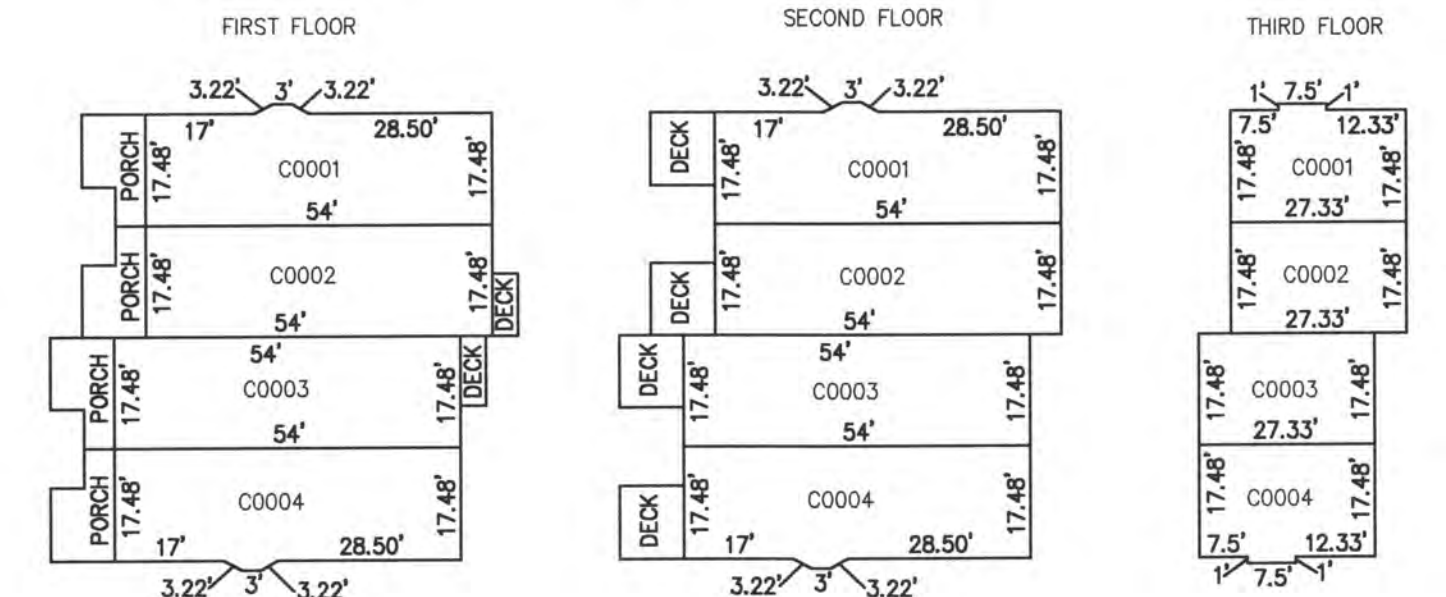 FIRST FLOOR
3.22' 3' 3.22'
17' 28.50'
PORCH 17.48' C0001 17.48'
54'
PORCH 17.48' C0002 17.48' DECK
54'
54'
PORCH 17.48' C0003 17.48' DECK
54'
PORCH 17.48' C0004 17.48'
17' 28.50'
3.22' 3' 3.22'
SECOND FLOOR
3.22' 3' 3.22'
17' 28.50'
DECK 17.48' C0001 17.48'
54'
DECK 17.48' C0002 17.48'
54'
54'
DECK 17.48' C0003 17.48'
54'
DECK 17.48' C0004 17.48'
17' 28.50'
3.22' 3' 3.22'
THIRD FLOOR
1' 7.5' 1'
7.5' 12.33'
17.48' C0001 17.48'
27.33'
17.48' C0002 17.48'
27.33'
17.48' C0003 17.48'
27.33'
17.48' C0004 17.48'
7.5' 12.33'
1' 7.5' 1'